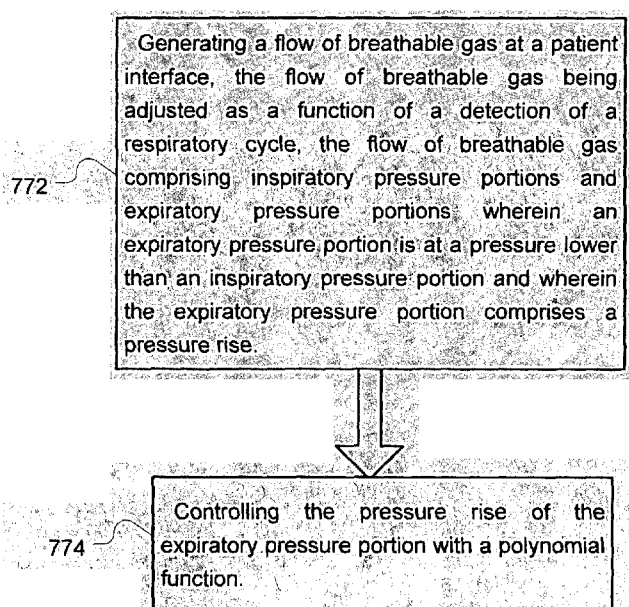 Generating a flow of breathable gas at a patient
interface, the flow of breathable gas being
adjusted as a function of a detection of a
respiratory cycle, the flow of breathable gas
comprising inspiratory pressure portions and
expiratory pressure portions wherein an
expiratory pressure portion is at a pressure lower
than an inspiratory pressure portion and wherein
the expiratory pressure portion comprises a
pressure rise.
772
Controlling the pressure rise of the
expiratory pressure portion with a polynomial
function.
774